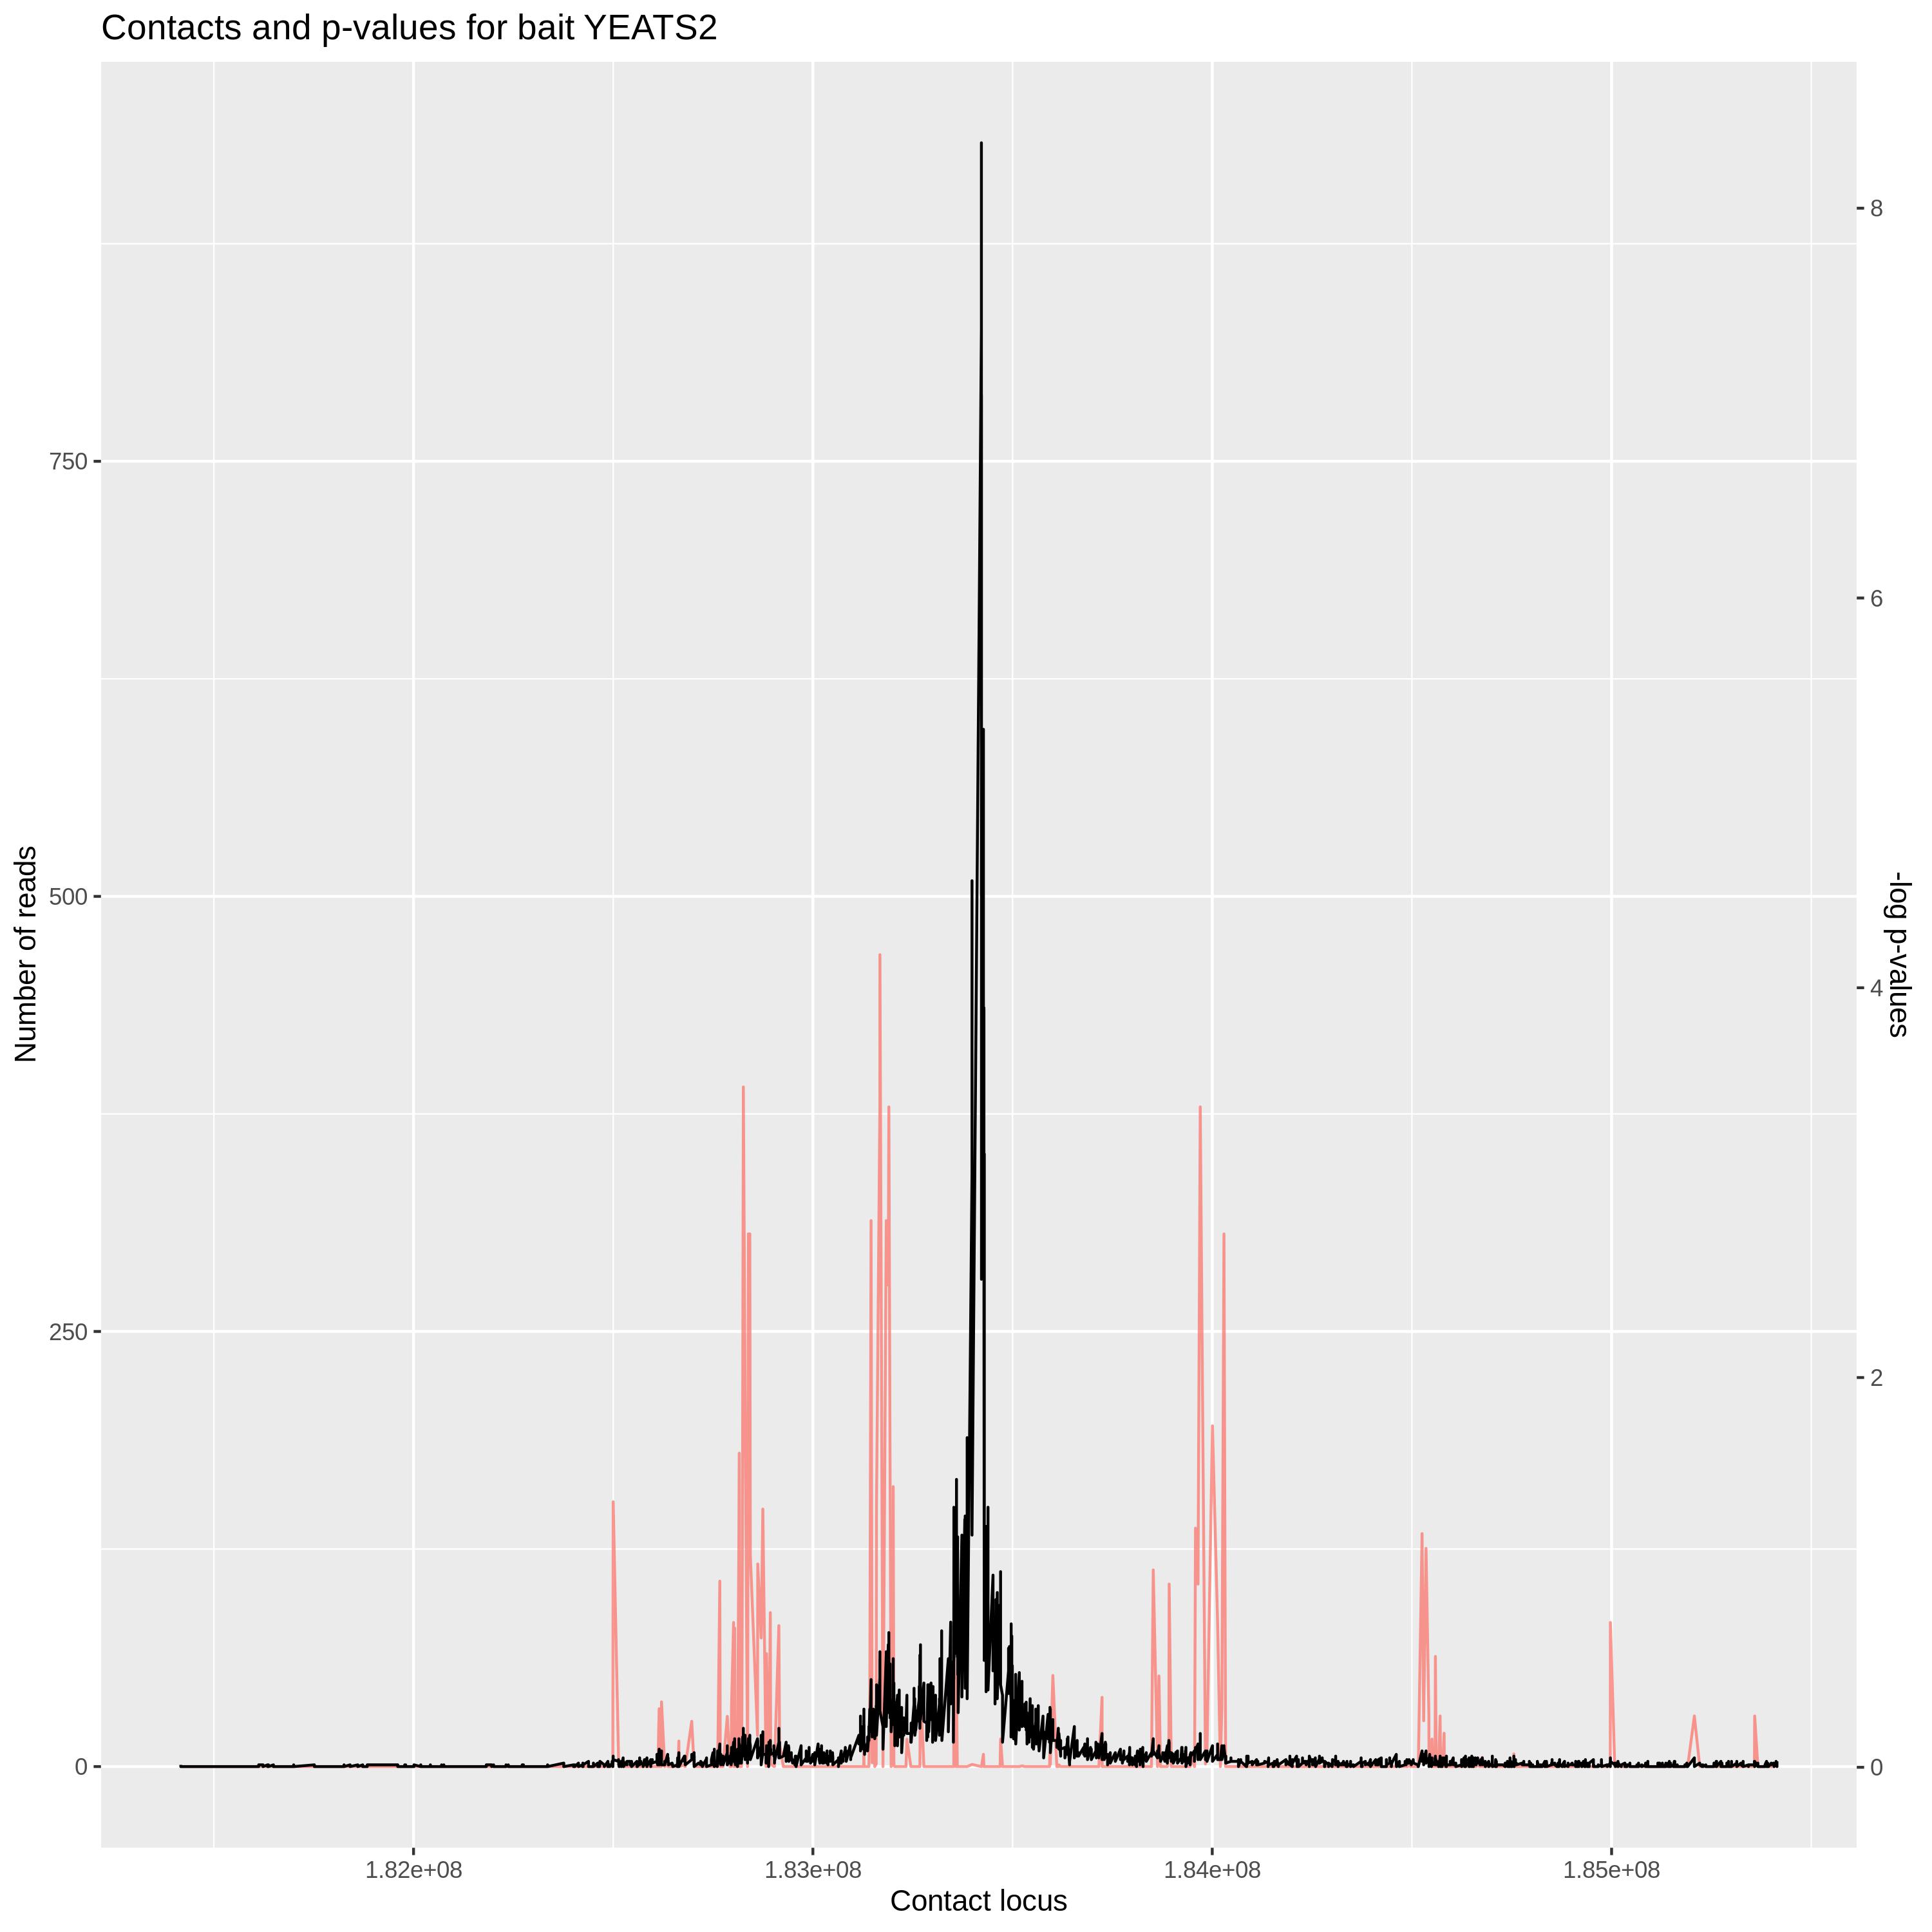 Contacts and p-values for bait YEATS2
Number of reads
750
500
250
0
8
6
4
2
0
-log p-values
1.82e+08
1.83e+08
1.84e+08
1.85e+08
Contact locus